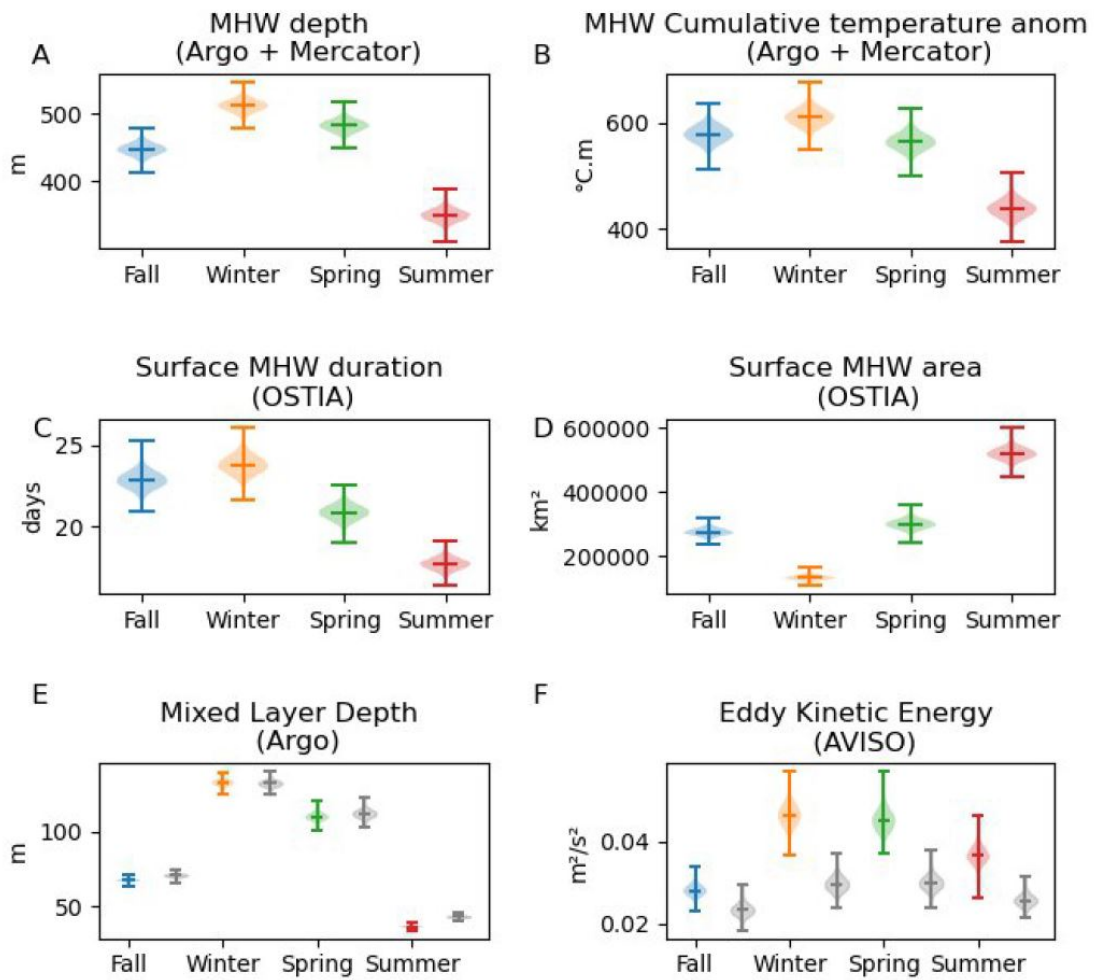 A
MHW depth
(Argo + Mercator)
500
400
m
Fall Winter Spring Summer
B
MHW Cumulative temperature anom
(Argo + Mercator)
600
400
°C.m
Fall Winter Spring Summer
C
Surface MHW duration
(OSTIA)
25
20
days
Fall Winter Spring Summer
D
Surface MHW area
(OSTIA)
600000
400000
200000
km²
Fall Winter Spring Summer
E
Mixed Layer Depth
(Argo)
100
50
m
Fall Winter Spring Summer
F
Eddy Kinetic Energy
(AVISO)
0.04
0.02
m²/s²
Fall Winter Spring Summer